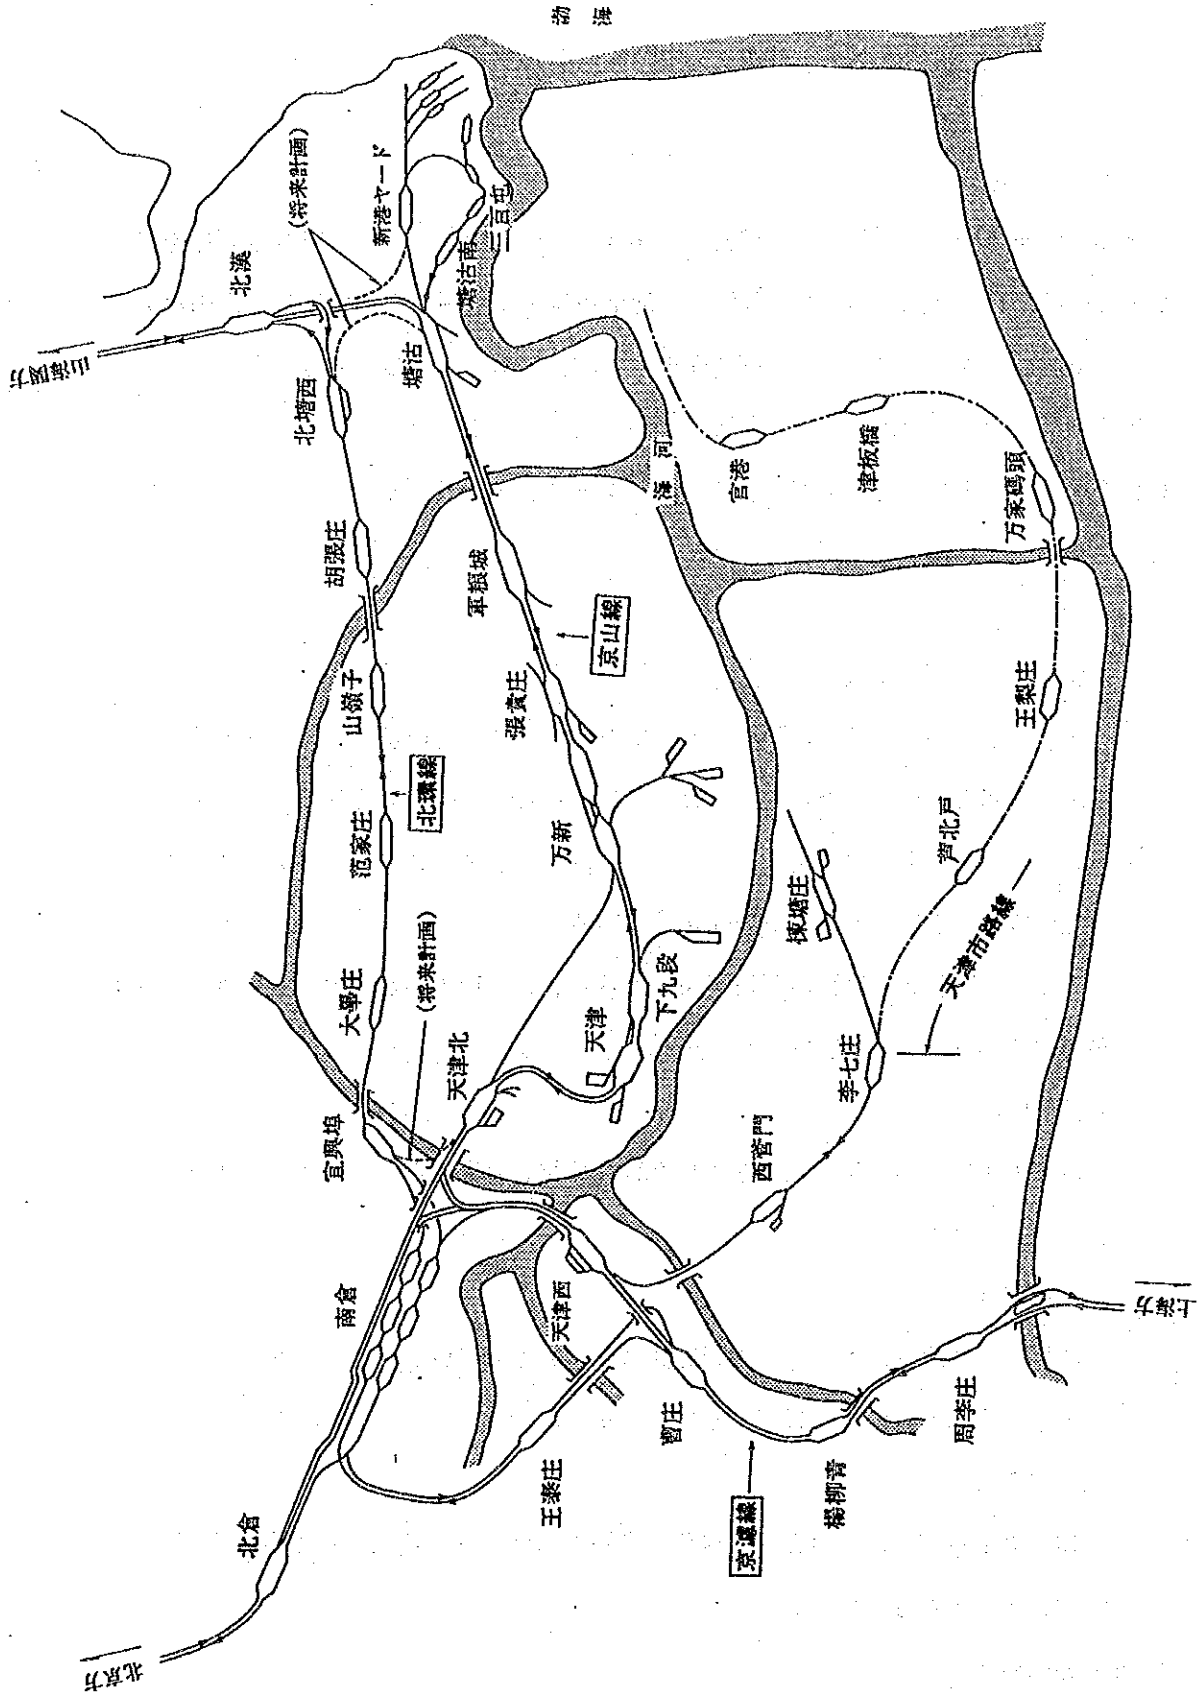 渤海
北漢
(将来計画)
新港ヤード
三百屯
塘沽南
塘沽
山海関方
北塘西
胡張庄
山嶺子
北環線
范家庄
大畢庄
宜興埠
(将来計画)
天津北
南倉
北倉
北京方
軍粮城
京山線
張貴庄
万新
天津
下九段
海河
官港
津板橋
万家碼頭
王梨庄
芦北戸
天津市路線
棟塘庄
李七庄
西営門
天津西
王泰庄
曹庄
京滬線
楊柳青
周李庄
上海方